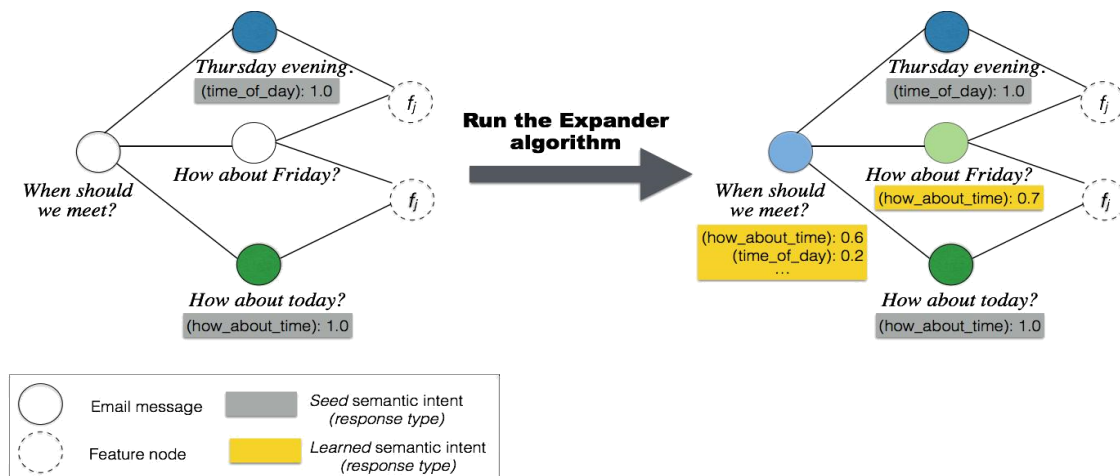 Thursday evening.
(time_of_day): 1.0
f_j
When should
we meet?
How about Friday?
f_j
How about today?
(how_about_time): 1.0
Run the Expander
algorithm
Thursday evening.
(time_of_day): 1.0
f_j
When should
we meet?
(how_about_time): 0.6
(time_of_day): 0.2
...
How about Friday?
(how_about_time): 0.7
f_j
How about today?
(how_about_time): 1.0
Email message
Seed semantic intent
(response type)
Feature node
Learned semantic intent
(response type)